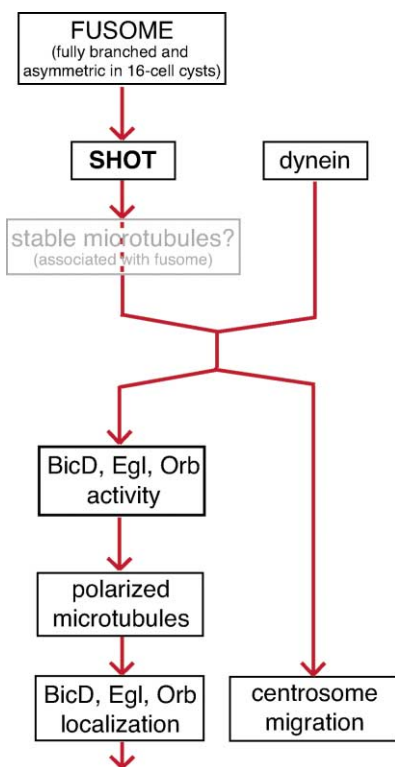 FUSOME
(fully branched and
asymmetric in 16-cell cysts)
SHOT
dynein
stable microtubules?
(associated with fusome)
BicD, Egl, Orb
activity
polarized
microtubules
BicD, Egl, Orb
localization
centrosome
migration